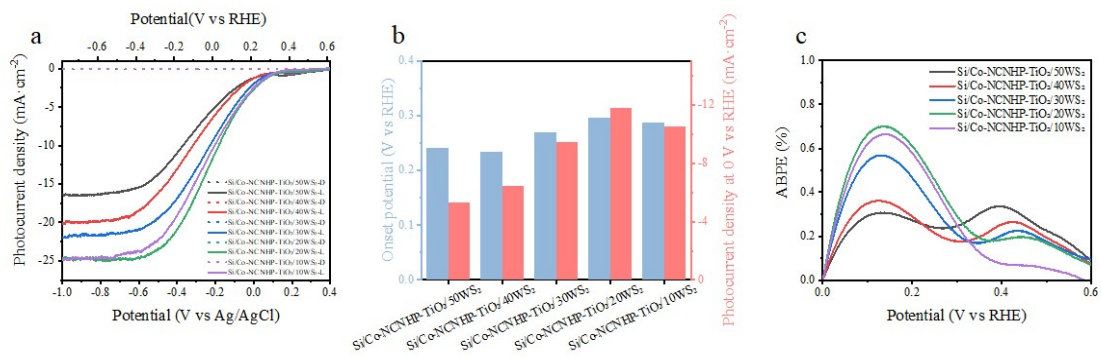 a
Potential(V vs RHE)
-0.6 -0.4 -0.2 0.0 0.2 0.4 0.6
Photocurrent density (mA·cm⁻²)
0
-5
-10
-15
-20
-25
Si/Co-NCNHP-TiO₂/50WS₂-D
Si/Co-NCNHP-TiO₂/50WS₂-L
Si/Co-NCNHP-TiO₂/40WS₂-D
Si/Co-NCNHP-TiO₂/40WS₂-L
Si/Co-NCNHP-TiO₂/30WS₂-D
Si/Co-NCNHP-TiO₂/30WS₂-L
Si/Co-NCNHP-TiO₂/20WS₂-D
Si/Co-NCNHP-TiO₂/20WS₂-L
Si/Co-NCNHP-TiO₂/10WS₂-D
Si/Co-NCNHP-TiO₂/10WS₂-L
-1.0 -0.8 -0.6 -0.4 -0.2 0.0 0.2 0.4
Potential (V vs Ag/AgCl)
b
Onset potential (V vs RHE)
0.4
0.3
0.2
0.1
0.0
Photocurrent density at 0 V vs RHE (mA·cm⁻²)
-12
-8
-4
0
Si/Co-NCNHP-TiO₂/50WS₂
Si/Co-NCNHP-TiO₂/40WS₂
Si/Co-NCNHP-TiO₂/30WS₂
Si/Co-NCNHP-TiO₂/20WS₂
Si/Co-NCNHP-TiO₂/10WS₂
c
ABPE (%)
1.0
0.8
0.6
0.4
0.2
0.0
Si/Co-NCNHP-TiO₂/50WS₂
Si/Co-NCNHP-TiO₂/40WS₂
Si/Co-NCNHP-TiO₂/30WS₂
Si/Co-NCNHP-TiO₂/20WS₂
Si/Co-NCNHP-TiO₂/10WS₂
0.0 0.2 0.4 0.6
Potential (V vs RHE)